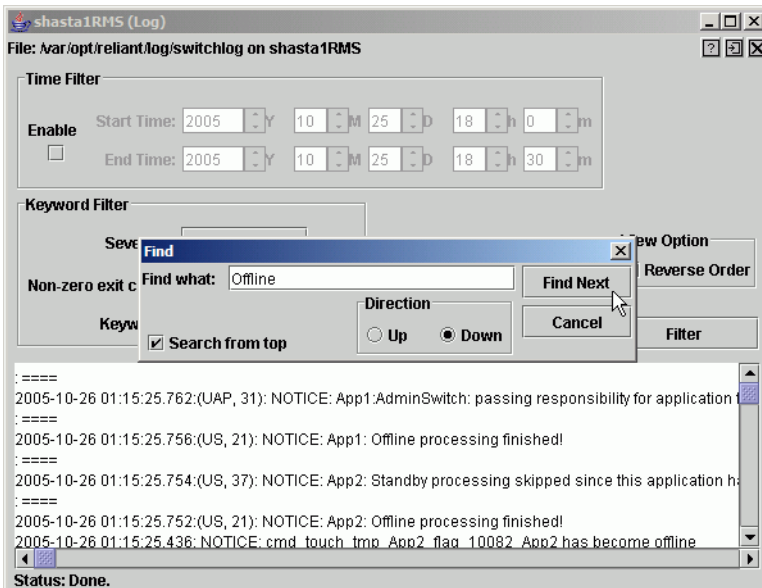 shasta1RMS (Log)
File: /var/opt/reliant/log/switchlog on shasta1RMS
Time Filter
Enable
Start Time: 2005 Y 10 M 25 D 18 h 0 m
End Time: 2005 Y 10 M 25 D 18 h 30 m
Keyword Filter
Seve
Non-zero exit c
Keyw
Find
Find what: Offline
Find Next
Direction
Up Down
Cancel
Search from top
iew Option
Reverse Order
Filter
: ====
2005-10-26 01:15:25.762:(UAP, 31): NOTICE: App1:AdminSwitch: passing responsibility for application
: ====
2005-10-26 01:15:25.756:(US, 21): NOTICE: App1: Offline processing finished!
: ====
2005-10-26 01:15:25.754:(US, 37): NOTICE: App2: Standby processing skipped since this application ha
: ====
2005-10-26 01:15:25.752:(US, 21): NOTICE: App2: Offline processing finished!
2005-10-26 01:15:25.436: NOTICE: cmd_touch_tmp_App2_flag_10082_App2 has become offline
Status: Done.